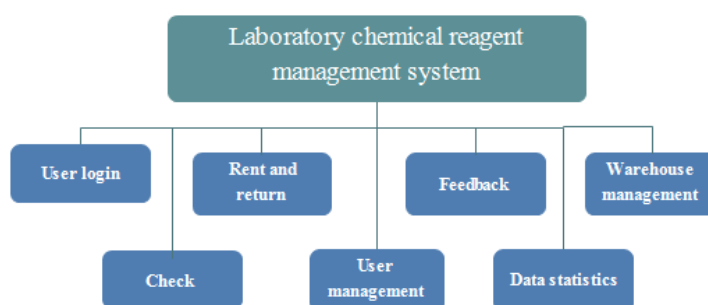 Laboratory chemical reagent
management system
User login
Rent and
return
Feedback
Warehouse
management
Check
User
management
Data statistics